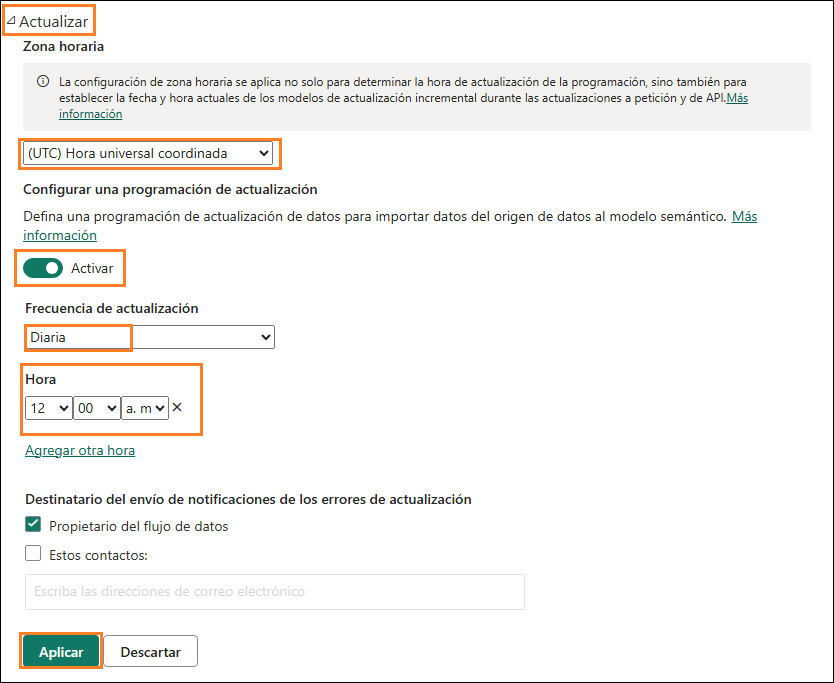 Actualizar
Zona horaria
La configuración de zona horaria se aplica no solo para determinar la hora de actualización de la programación, sino también para
establecer la fecha y hora actuales de los modelos de actualización incremental durante las actualizaciones a petición y de API.Más
información
(UTC) Hora universal coordinada
Configurar una programación de actualización
Defina una programación de actualización de datos para importar datos del origen de datos al modelo semántico. Más
información
Activar
Frecuencia de actualización
Diaria
Hora
12 00 a. m
Agregar otra hora
Destinatario del envío de notificaciones de los errores de actualización
Propietario del flujo de datos
Estos contactos:
Escriba las direcciones de correo electrónico
Aplicar Descartar